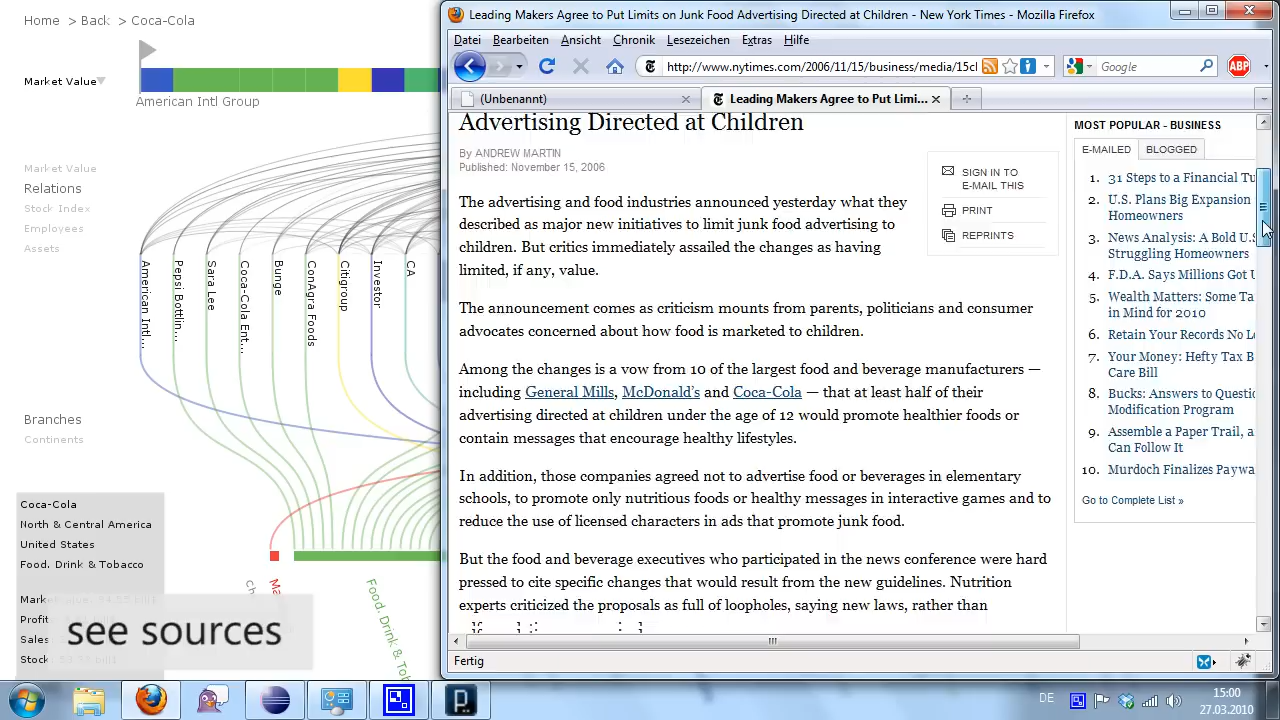 Home > Back > Coca-Cola
Market Value
American Intl Group
Market Value
Relations
Stock Index
Employees
Assets
American Intl...
Pepsi Bottlin...
Sara Lee
Coca-Cola Ent...
Bunge
ConAgra Foods
Citigroup
Investor
CA
Branches
Continents
Coca-Cola
North & Central America
United States
Food. Drink & Tobacco
Profit
Sales
Stock
see sources
Food. Drink & Tob
Leading Makers Agree to Put Limits on Junk Food Advertising Directed at Children - New York Times - Mozilla Firefox
Datei Bearbeiten Ansicht Chronik Lesezeichen Extras Hilfe
http://www.nytimes.com/2006/11/15/business/media/15cl
Google
ABP
(Unbenannt)
Leading Makers Agree to Put Limi...
Advertising Directed at Children
By ANDREW MARTIN
Published: November 15, 2006
SIGN IN TO
E-MAIL THIS
PRINT
REPRINTS
The advertising and food industries announced yesterday what they
described as major new initiatives to limit junk food advertising to
children. But critics immediately assailed the changes as having
limited, if any, value.
The announcement comes as criticism mounts from parents, politicians and consumer
advocates concerned about how food is marketed to children.
Among the changes is a vow from 10 of the largest food and beverage manufacturers —
including General Mills, McDonald's and Coca-Cola — that at least half of their
advertising directed at children under the age of 12 would promote healthier foods or
contain messages that encourage healthy lifestyles.
In addition, those companies agreed not to advertise food or beverages in elementary
schools, to promote only nutritious foods or healthy messages in interactive games and to
reduce the use of licensed characters in ads that promote junk food.
But the food and beverage executives who participated in the news conference were hard
pressed to cite specific changes that would result from the new guidelines. Nutrition
experts criticized the proposals as full of loopholes, saying new laws, rather than
MOST POPULAR - BUSINESS
E-MAILED BLOGGED
1. 31 Steps to a Financial Tu
2. U.S. Plans Big Expansion
Homeowners
3. News Analysis: A Bold U.S
Struggling Homeowners
4. F.D.A. Says Millions Got U
5. Wealth Matters: Some Ta
in Mind for 2010
6. Retain Your Records No L
7. Your Money: Hefty Tax B
Care Bill
8. Bucks: Answers to Questio
Modification Program
9. Assemble a Paper Trail, a
Can Follow It
10. Murdoch Finalizes Paywa
Go to Complete List »
Fertig
DE
15:00
27.03.2010